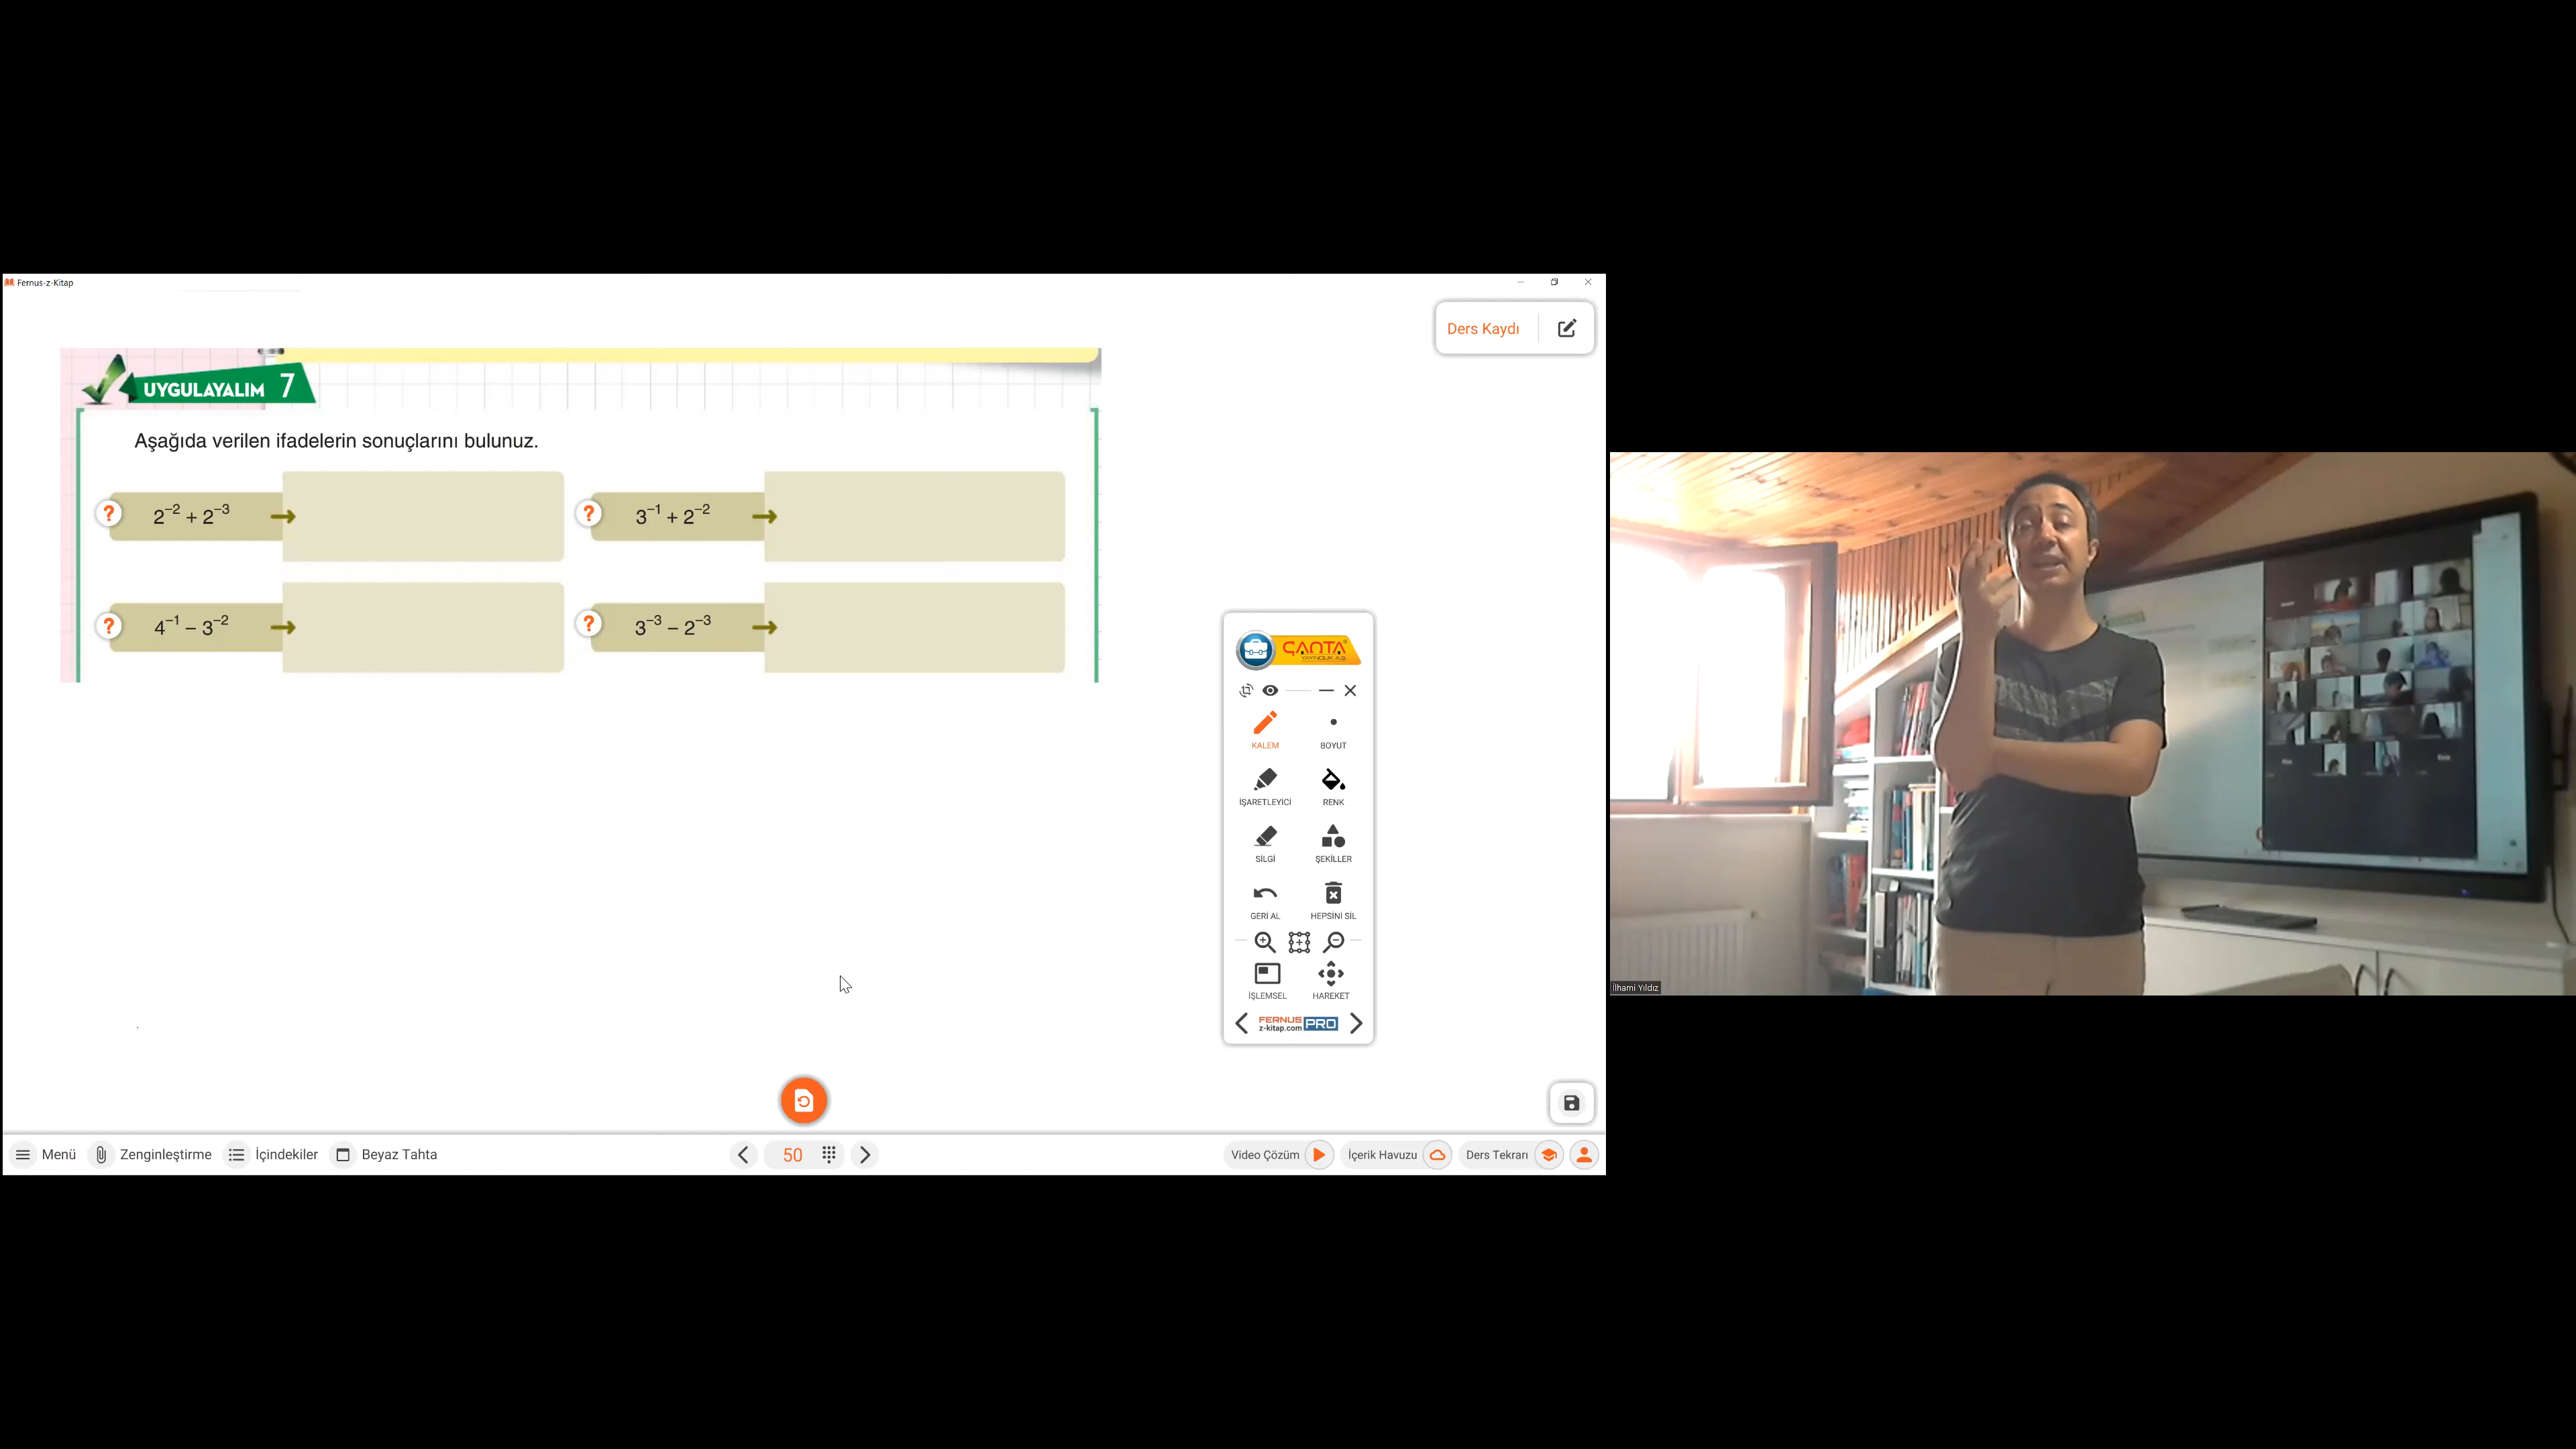 Fernus-z-Kitap
Ders Kaydı
UYGULAYALIM 7
Aşağıda verilen ifadelerin sonuçlarını bulunuz.
? 2⁻² + 2⁻³ →
? 3⁻¹ + 2⁻² →
? 4⁻¹ – 3⁻² →
? 3⁻³ – 2⁻³ →
ÇANTA
YAYINCILIK A.Ş.
KALEM BOYUT
İŞARETLEYİCİ RENK
SİLGİ ŞEKİLLER
GERİ AL HEPSİNİ SİL
İŞLEMSEL HAREKET
FERNUS
z-kitap.com PRO
Menü Zenginleştirme İçindekiler Beyaz Tahta 50 Video Çözüm İçerik Havuzu Ders Tekrarı
İlhami Yıldız